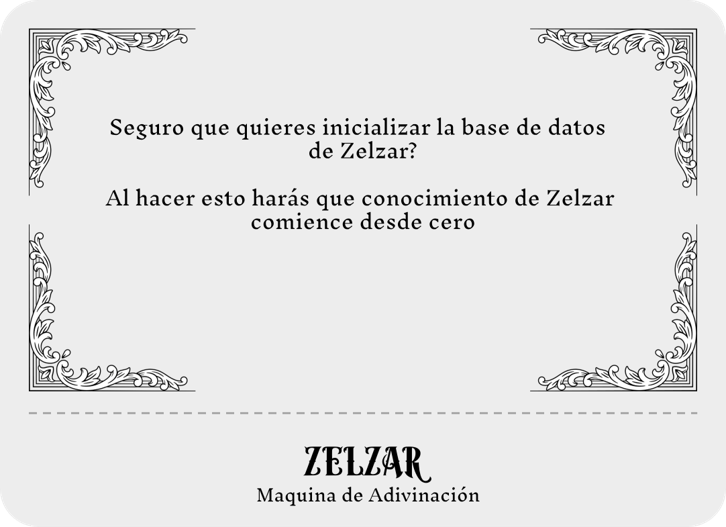 Seguro que quieres inicializar la base de datos
de Zelzar?
Al hacer esto harás que conocimiento de Zelzar
comience desde cero
ZELZAR
Maquina de Adivinación